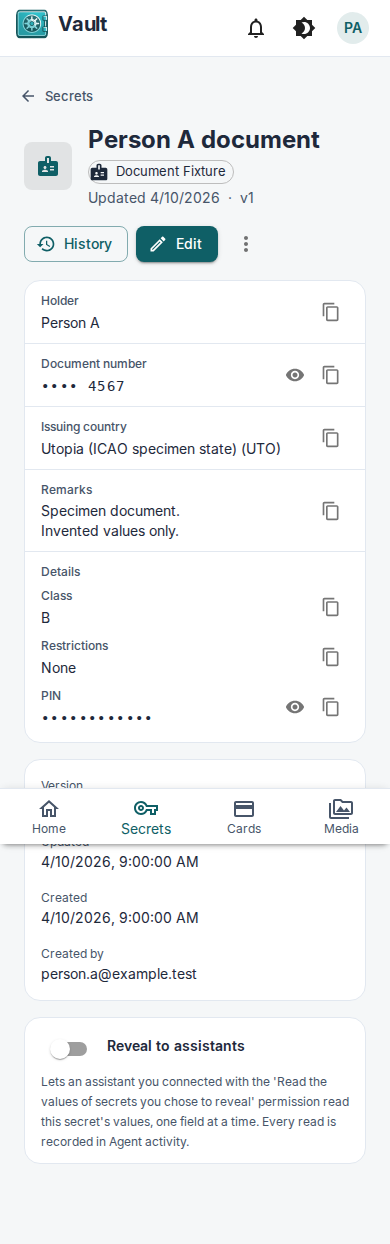 Vault
PA
Secrets
Person A document
Document Fixture
Updated 4/10/2026 · v1
History
Edit
Holder
Person A
Document number
•••• 4567
Issuing country
Utopia (ICAO specimen state) (UTO)
Remarks
Specimen document.
Invented values only.
Details
Class
B
Restrictions
None
PIN
••••••••••••
Version
Home
Secrets
Cards
Media
4/10/2026, 9:00:00 AM
Created
4/10/2026, 9:00:00 AM
Created by
person.a@example.test
Reveal to assistants
Lets an assistant you connected with the 'Read the
values of secrets you chose to reveal' permission read
this secret's values, one field at a time. Every read is
recorded in Agent activity.